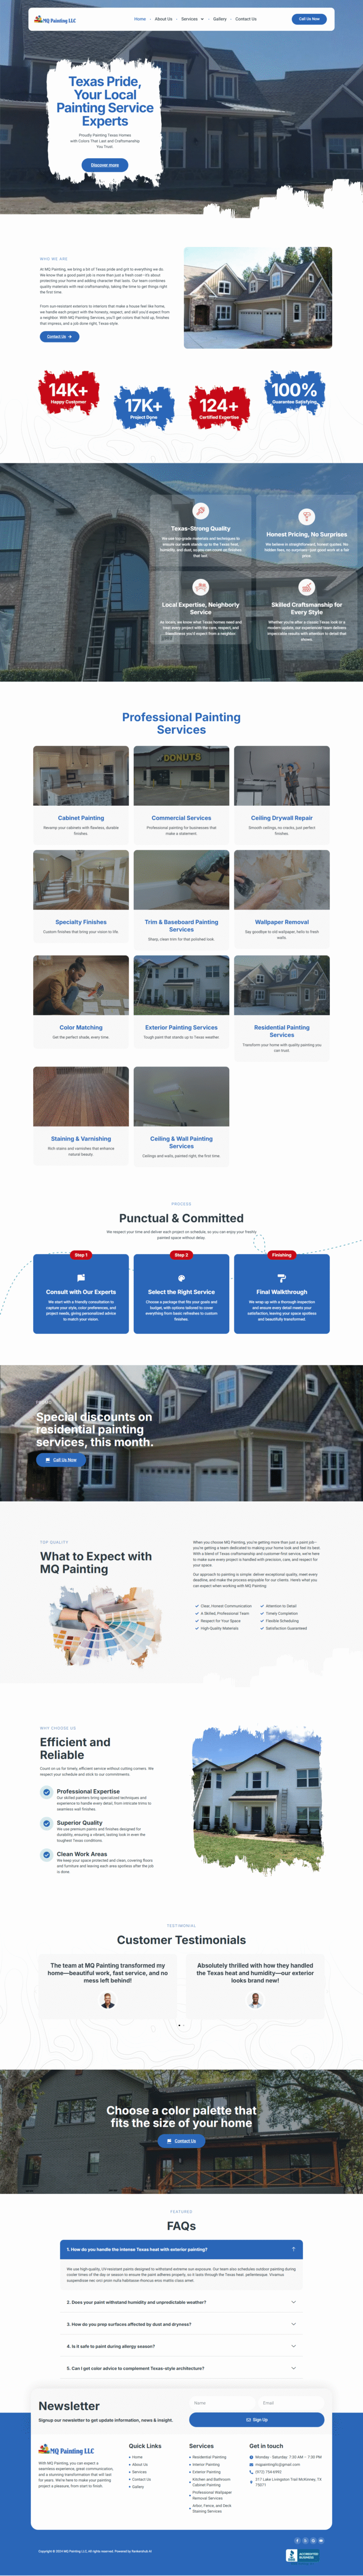 MQ Painting LLC
Home
About Us
Services
Gallery
Contact Us
Call Us Now
Texas Pride,
Your Local
Painting Service
Experts
Proudly Painting Texas Homes
with Colors That Last and Craftsmanship
You Trust.
Discover more
WHO WE ARE
At MQ Painting, we bring a bit of Texas pride and grit to everything we do.
We know that a good paint job is more than just a fresh coat—it's about
protecting your home and adding character that lasts. Our team combines
quality materials with real craftsmanship, taking the time to get things right
the first time.
From sun-resistant exteriors to interiors that make a house feel like home,
we handle each project with the honesty, respect, and skill you'd expect from
a neighbor. With MQ Painting Services, you'll get colors that hold up, finishes
that impress, and a job done right, Texas-style.
Contact Us
14K+
Happy Customer
17K+
Project Done
124+
Certified Expertise
100%
Guarantee Satisfying
Texas-Strong Quality
We use top-grade materials and techniques to
ensure our work stands up to the Texas heat,
humidity, and dust, so you can count on finishes
that last.
Honest Pricing, No Surprises
We believe in straightforward, honest quotes. No
hidden fees, no surprises—just good work at a fair
price.
Local Expertise, Neighborly
Service
As locals, we know what Texas homes need and
treat every project with the care, respect, and
friendliness you'd expect from a neighbor.
Skilled Craftsmanship for
Every Style
Whether you're after a classic Texas look or a
modern update, our experienced team delivers
impeccable results with attention to detail that
shows.
Professional Painting
Services
DONUTS
Cabinet Painting
Revamp your cabinets with flawless, durable
finishes.
Commercial Services
Professional painting for businesses that
make a statement.
Ceiling Drywall Repair
Smooth ceilings, no cracks, just perfect
finishes.
Specialty Finishes
Custom finishes that bring your vision to life.
Trim & Baseboard Painting
Services
Sharp, clean trim for that polished look.
Wallpaper Removal
Say goodbye to old wallpaper, hello to fresh
walls.
Color Matching
Get the perfect shade, every time.
Exterior Painting Services
Tough paint that stands up to Texas weather.
Residential Painting
Services
Transform your home with quality painting you
can trust.
Staining & Varnishing
Rich stains and varnishes that enhance
natural beauty.
Ceiling & Wall Painting
Services
Ceilings and walls, painted right, the first time.
PROCESS
Punctual & Committed
We respect your time and deliver each project on schedule, so you can enjoy your freshly
painted space without delay.
Step 1
Consult with Our Experts
We start with a friendly consultation to
capture your style, color preferences, and
project needs, giving personalized advice
to match your vision.
Step 2
Select the Right Service
Choose a package that fits your goals and
budget, with options tailored to cover
everything from basic refreshes to custom
finishes.
Finishing
Final Walkthrough
We wrap up with a thorough inspection
and ensure every detail meets your
satisfaction, leaving your space spotless
and beautifully transformed.
Special discounts on
residential painting
services, this month.
Call Us Now
TOP QUALITY
What to Expect with
MQ Painting
When you choose MQ Painting, you're getting more than just a paint job—
you're getting a team dedicated to making your home look and feel its best.
With a blend of Texas craftsmanship and real customer-first service, we're here
to make sure every project is handled with precision, care, and respect for
your space.
Our approach to painting is simple: deliver exceptional quality, meet every
deadline, and make the process enjoyable for our clients. Here's what you
can expect when working with MQ Painting:
Clear, Honest Communication
A Skilled, Professional Team
Respect for Your Space
High-Quality Materials
Attention to Detail
Timely Completion
Flexible Scheduling
Satisfaction Guaranteed
WHY CHOOSE US
Efficient and
Reliable
Count on us for timely, efficient service without cutting corners. We
respect your schedule and stick to our commitments.
Professional Expertise
Our skilled painters bring specialized techniques and
experience to handle every detail, from intricate trims to
seamless wall finishes.
Superior Quality
We use premium paints and finishes designed for
durability, ensuring a vibrant, lasting look in even the
toughest Texas conditions.
Clean Work Areas
We keep your space protected and clean, covering floors
and furniture and leaving each area spotless after the job
is done.
TESTIMONIAL
Customer Testimonials
The team at MQ Painting transformed my
home—beautiful work, fast service, and no
mess left behind!
Absolutely thrilled with how they handled
the Texas heat and humidity—our exterior
looks brand new!
Choose a color palette that
fits the size of your home
Contact Us
FEATURES
FAQs
1. How do you handle the intense Texas heat with exterior painting?
We use high-quality, UV-resistant paints designed to withstand extreme sun exposure. Our team also schedules outdoor painting during
cooler times of the day or season to ensure the paint adheres properly, so it lasts through the Texas heat.
2. Does your paint withstand humidity and unpredictable weather?
3. How do you prep surfaces affected by dust and dryness?
4. Is it safe to paint during allergy season?
5. Can I get color advice to complement Texas-style architecture?
Newsletter
Signup our newsletter to get update information, news & insight.
Name
Email
Sign Up
MQ Painting LLC
With MQ Painting, you can expect a
seamless experience, great communication,
and a stunning transformation that will last
for years. We're here to make your painting
project a pleasure, from start to finish.
Quick Links
Home
About Us
Services
Contact Us
Gallery
Services
Residential Painting
Interior Painting
Exterior Painting
Kitchen and Bathroom
Cabinet Painting
Professional Wallpaper
Removal Services
Arbor, Fence, and Deck
Staining Services
Get in touch
Monday - Saturday: 7:30 AM – 7:30 PM
mqpaintingllc@gmail.com
317 Lake Livingston Trail McKinney, TX
75071
ACCREDITED
BUSINESS